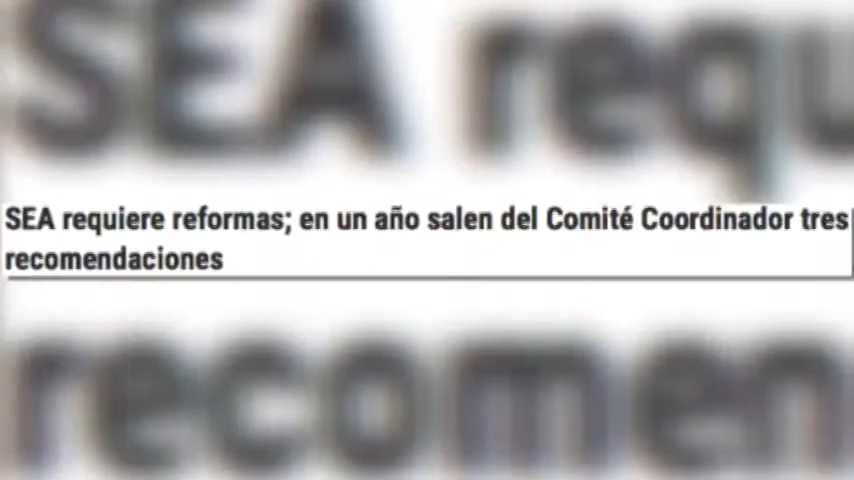 SEA requiere reformas; en un año salen del Comité Coordinador tres
recomendaciones